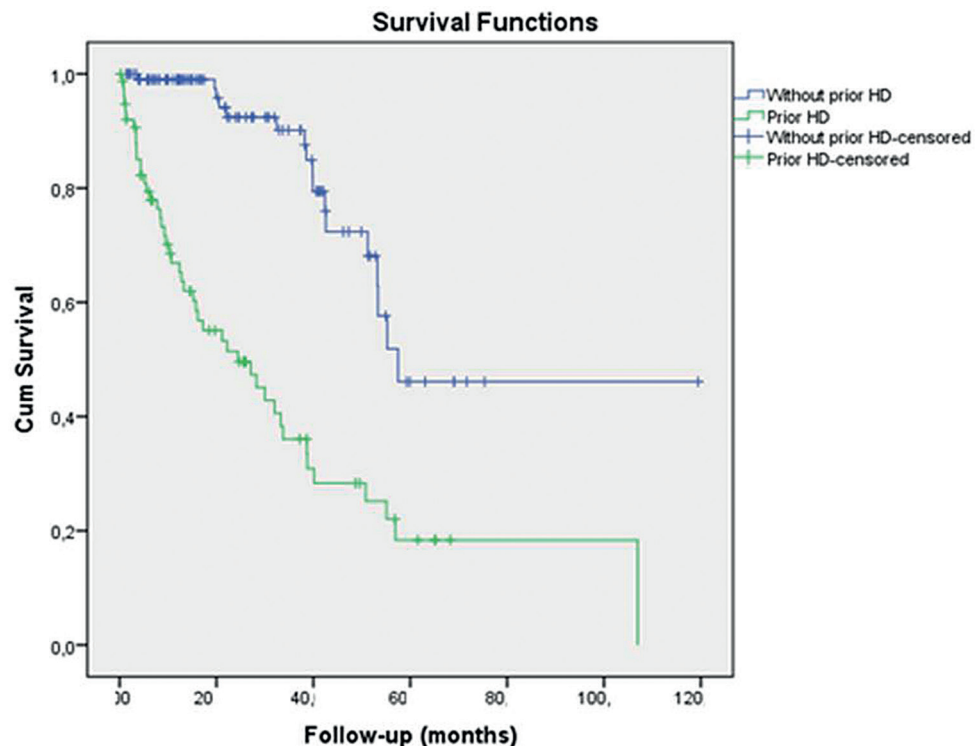 Survival Functions
Without prior HD
Prior HD
Without prior HD-censored
Prior HD-censored
Cum Survival
1,0
0,8
0,6
0,4
0,2
0,0
20 40, 60 80, 100, 120,
Follow-up (months)